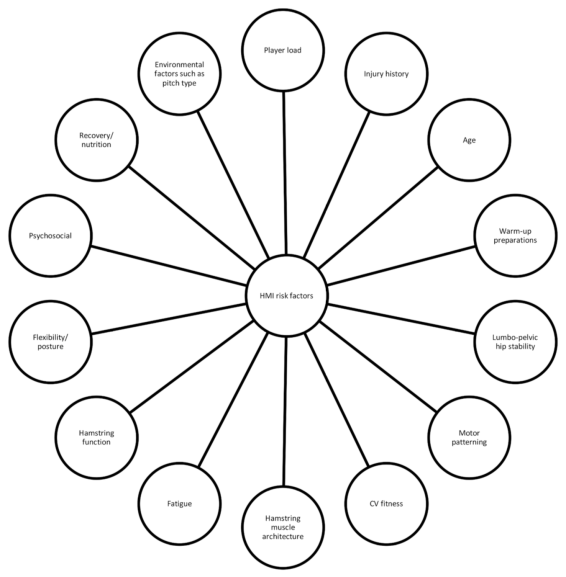 Player load
Injury history
Age
Warm-up
preparations
Lumbo-pelvic
hip stability
Motor
patterning
CV fitness
Hamstring
muscle
architecture
Fatigue
Hamstring
function
Flexibility/
posture
Psychosocial
Recovery/
nutrition
Environmental
factors such as
pitch type
HMI risk factors